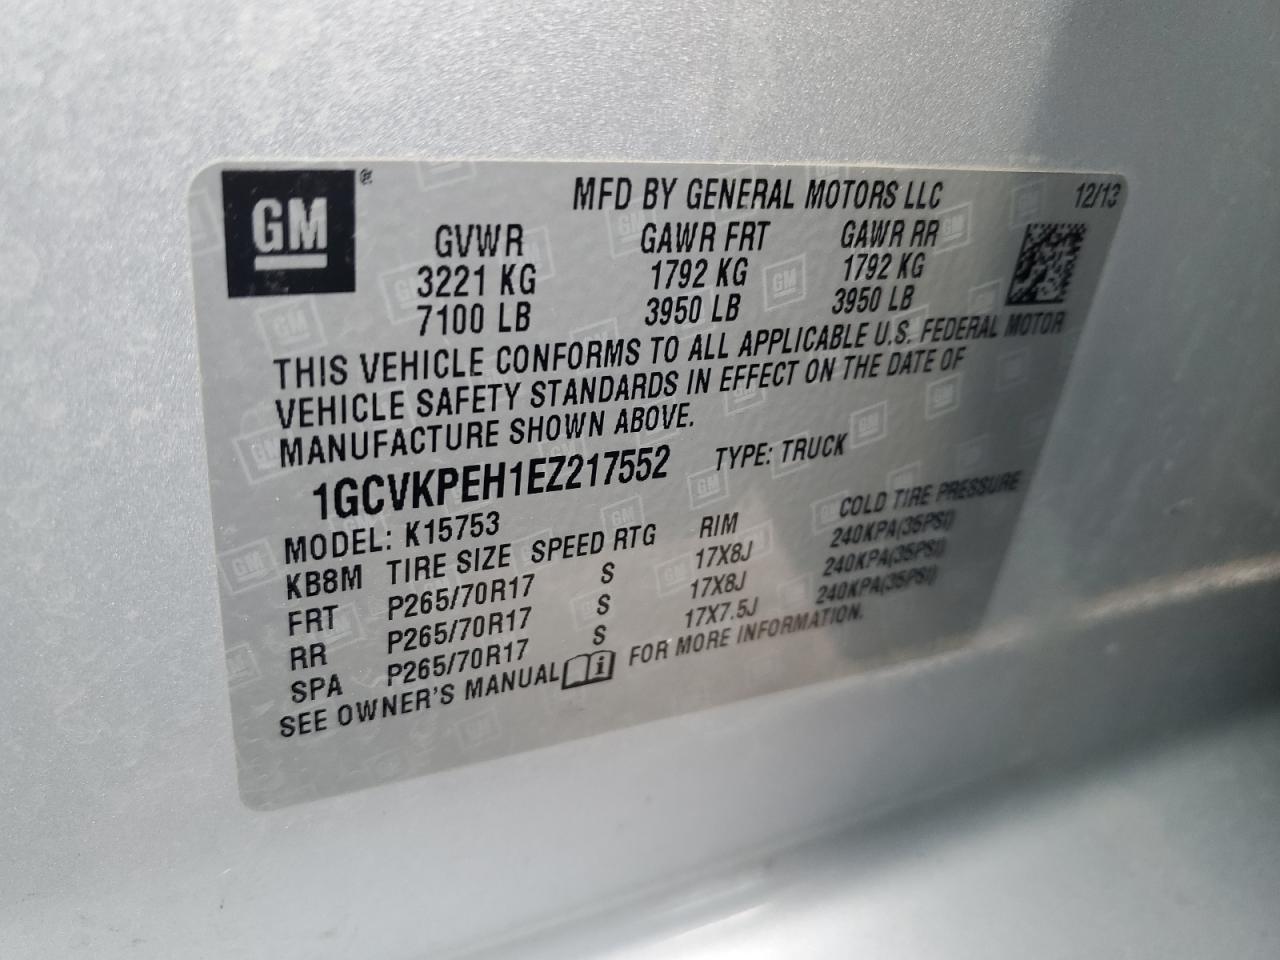 GM ®
MFD BY GENERAL MOTORS LLC 12/13
GVWR GAWR FRT GAWR RR
3221 KG 1792 KG 1792 KG
7100 LB 3950 LB 3950 LB
THIS VEHICLE CONFORMS TO ALL APPLICABLE U.S. FEDERAL MOTOR
VEHICLE SAFETY STANDARDS IN EFFECT ON THE DATE OF
MANUFACTURE SHOWN ABOVE.
1GCVKPEH1EZ217552 TYPE: TRUCK
MODEL: K15753
KB8M TIRE SIZE SPEED RTG RIM COLD TIRE PRESSURE
FRT P265/70R17 S 17X8J 240KPA(35PSI)
RR P265/70R17 S 17X8J 240KPA(35PSI)
SPA P265/70R17 S 17X7.5J 240KPA(35PSI)
SEE OWNER'S MANUAL i FOR MORE INFORMATION.